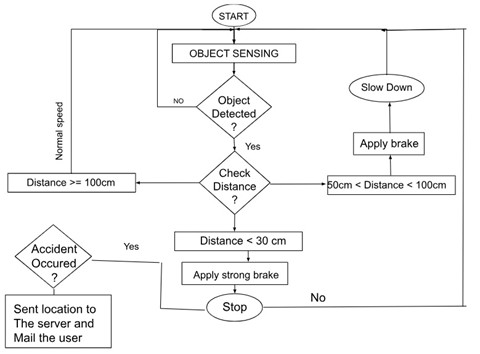 START
OBJECT SENSING
NO
Object
Detected
?
Yes
Normal speed
Slow Down
Apply brake
Check
Distance
?
Distance >= 100cm
50cm < Distance < 100cm
Distance < 30 cm
Accident
Occured
?
Yes
Apply strong brake
Stop
No
Sent location to
The server and
Mail the user